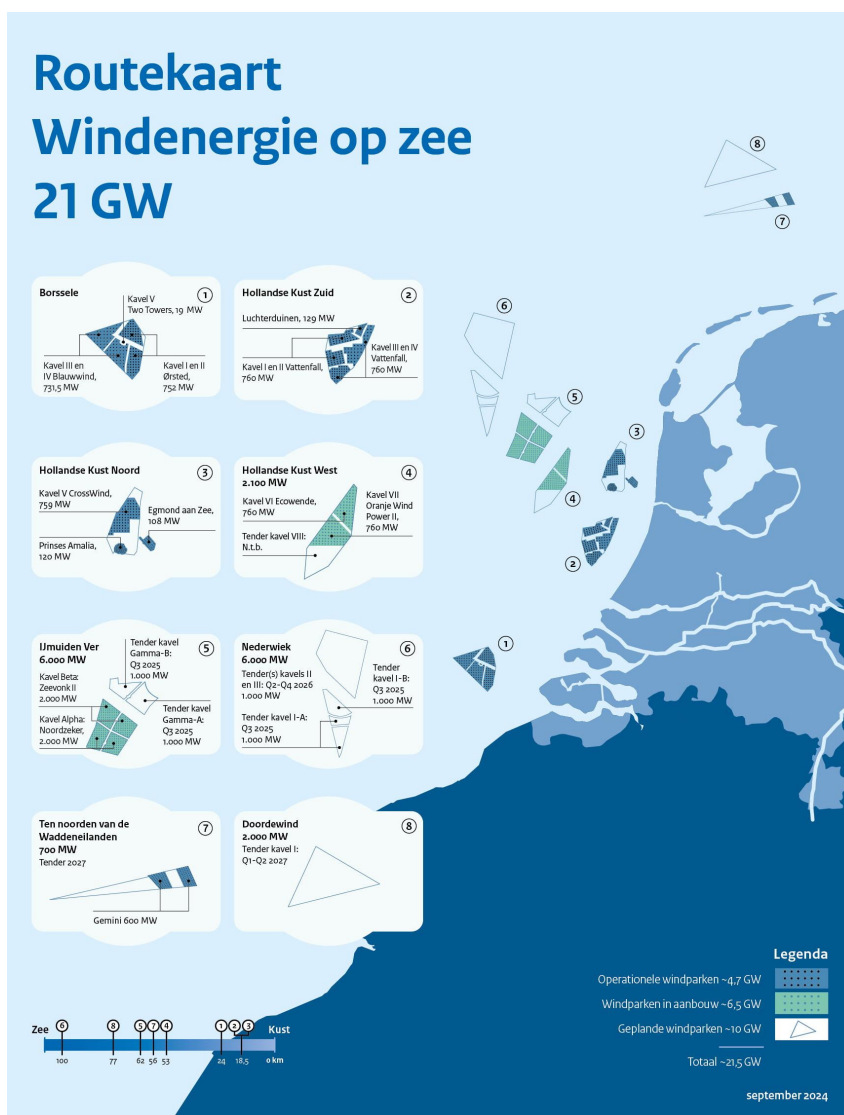 Routekaart
Windenergie op zee
21 GW
8
7
6
5
3
4
2
1
Borssele
1
Kavel V
Two Towers, 19 MW
Kavel III en
IV Blauwwind,
731,5 MW
Kavel I en II
Ørsted,
752 MW
Hollandse Kust Zuid
2
Luchterduinen, 129 MW
Kavel III en IV
Vattenfall,
760 MW
Kavel I en II Vattenfall,
760 MW
Hollandse Kust Noord
3
Kavel V CrossWind,
759 MW
Egmond aan Zee,
108 MW
Prinses Amalia,
120 MW
Hollandse Kust West
2.100 MW
4
Kavel VI Ecowende,
760 MW
Kavel VII
Oranje Wind
Power II,
760 MW
Tender kavel VIII:
N.t.b.
IJmuiden Ver
6.000 MW
5
Tender kavel
Gamma-B:
Q3 2025
1.000 MW
Kavel Beta:
Zeevonk II
2.000 MW
Kavel Alpha:
Noordzeker,
2.000 MW
Tender kavel
Gamma-A:
Q3 2025
1.000 MW
Nederwiek
6.000 MW
6
Tender(s) kavels II
en III: Q2-Q4 2026
1.000 MW
Tender
kavel I-B:
Q3 2025
1.000 MW
Tender kavel I-A:
Q3 2025
1.000 MW
Ten noorden van de
Waddeneilanden
700 MW
7
Tender 2027
Gemini 600 MW
Doordewind
2.000 MW
8
Tender kavel I:
Q1-Q2 2027
Legenda
Operationele windparken ~4,7 GW
Windparken in aanbouw ~6,5 GW
Geplande windparken ~10 GW
Totaal ~21,5 GW
Zee 6 8 5 7 4 1 2 3 Kust
100 77 62 56 53 24 18,5 0 km
september 2024